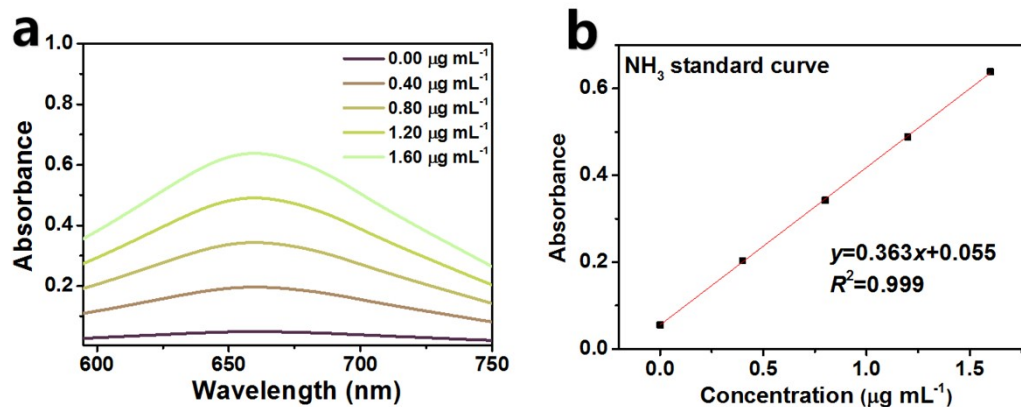 a
1.0
0.8
0.6
0.4
0.2
600
650
700
750
Absorbance
Wavelength (nm)
0.00 μg mL⁻¹
0.40 μg mL⁻¹
0.80 μg mL⁻¹
1.20 μg mL⁻¹
1.60 μg mL⁻¹
b
NH₃ standard curve
0.6
0.4
0.2
0.0
0.0
0.5
1.0
1.5
Absorbance
Concentration (μg mL⁻¹)
y=0.363x+0.055
R²=0.999